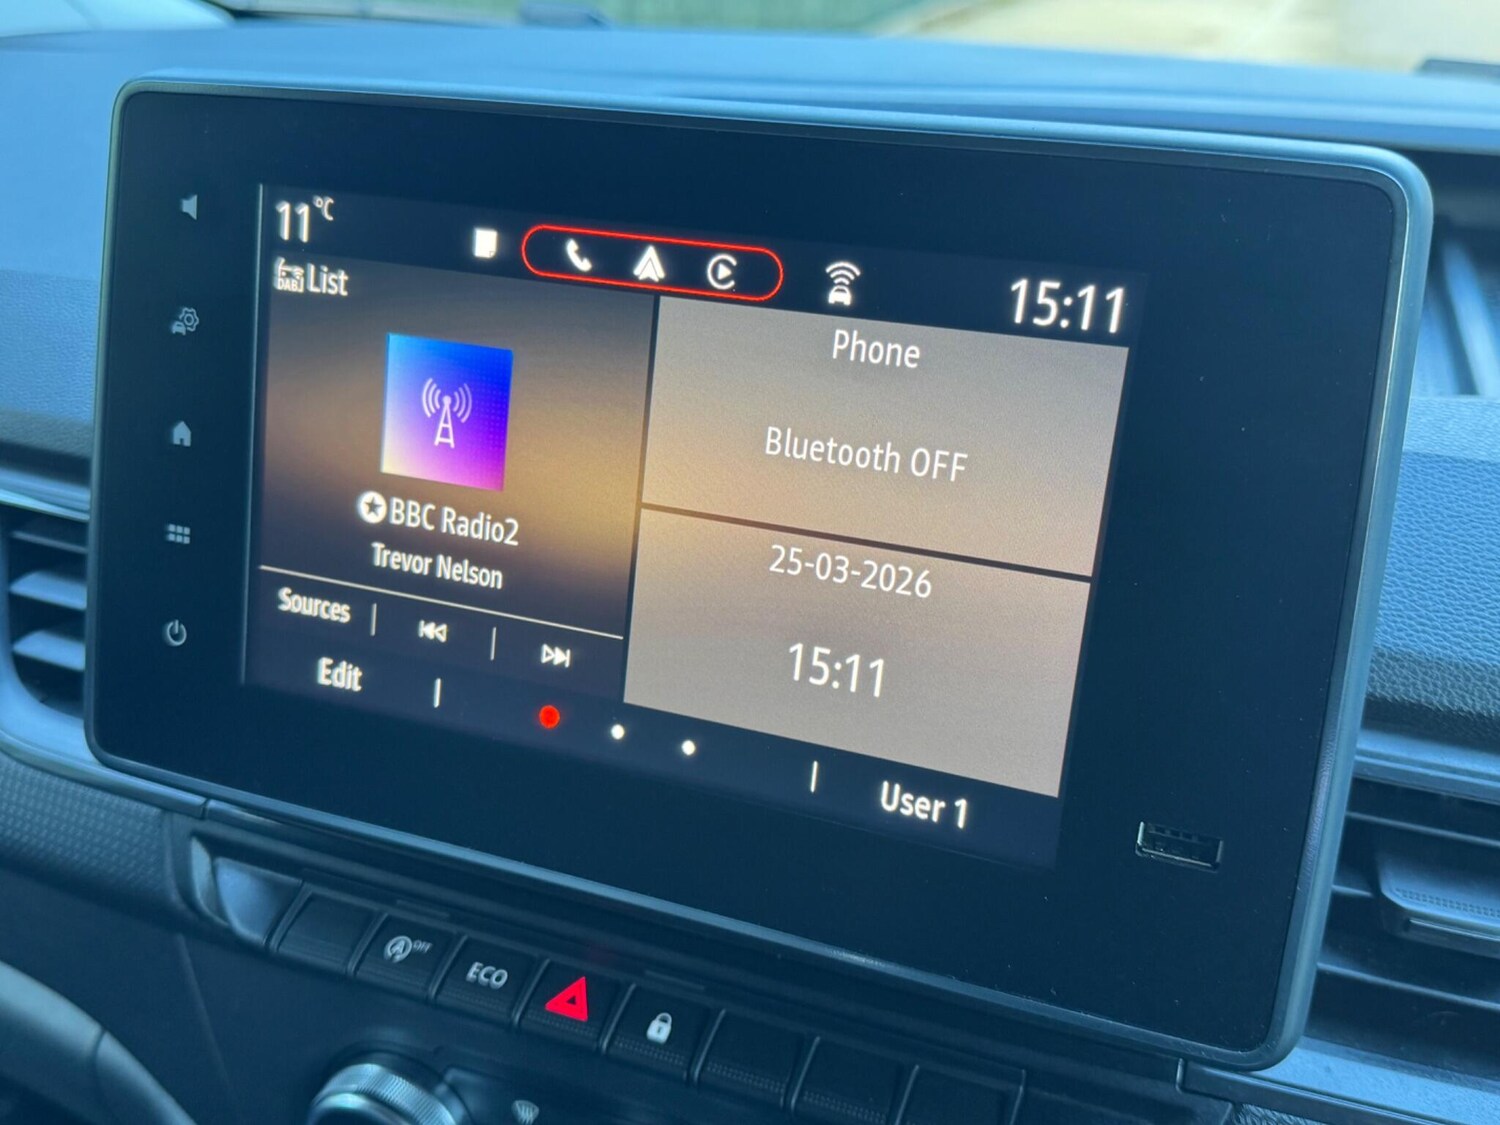 11°C
15:11
DAB List
Phone
Bluetooth OFF
BBC Radio2
Trevor Nelson
25-03-2026
15:11
Sources
Edit
User 1
A OFF
ECO